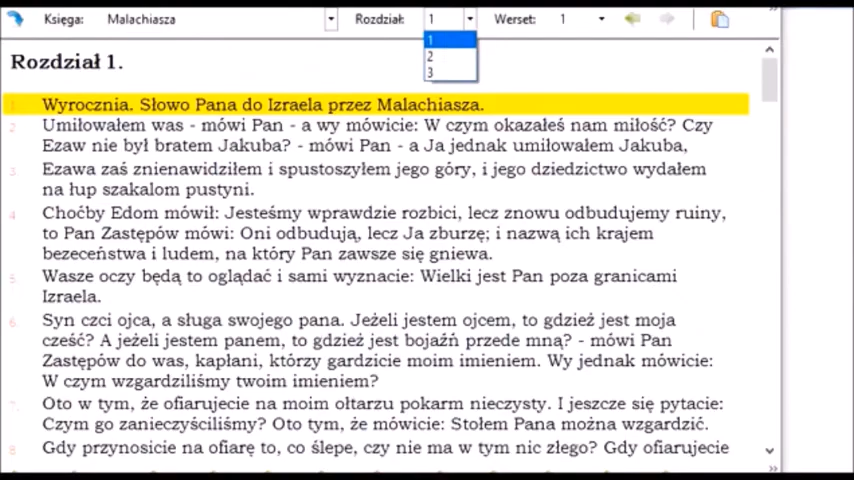 Księga: Malachiasza Rozdział: 1 Werset: 1
1
2
3
Rozdział 1.
1 Wyrocznia. Słowo Pana do Izraela przez Malachiasza.
2 Umiłowałem was - mówi Pan - a wy mówicie: W czym okazałeś nam miłość? Czy
Ezaw nie był bratem Jakuba? - mówi Pan - a Ja jednak umiłowałem Jakuba,
3 Ezawa zaś znienawidziłem i spustoszyłem jego góry, i jego dziedzictwo wydałem
na łup szakalom pustyni.
4 Choćby Edom mówił: Jesteśmy wprawdzie rozbici, lecz znowu odbudujemy ruiny,
to Pan Zastępów mówi: Oni odbudują, lecz Ja zburzę; i nazwą ich krajem
bezeceństwa i ludem, na który Pan zawsze się gniewa.
5 Wasze oczy będą to oglądać i sami wyznacie: Wielki jest Pan poza granicami
Izraela.
6 Syn czci ojca, a sługa swojego pana. Jeżeli jestem ojcem, to gdzież jest moja
cześć? A jeżeli jestem panem, to gdzież jest bojaźń przede mną? - mówi Pan
Zastępów do was, kapłani, którzy gardzicie moim imieniem. Wy jednak mówicie:
W czym wzgardziliśmy twoim imieniem?
7 Oto w tym, że ofiarujecie na moim ołtarzu pokarm nieczysty. I jeszcze się pytacie:
Czym go zanieczyściliśmy? Oto tym, że mówicie: Stołem Pana można wzgardzić.
8 Gdy przynosicie na ofiarę to, co ślepe, czy nie ma w tym nic złego? Gdy ofiarujecie